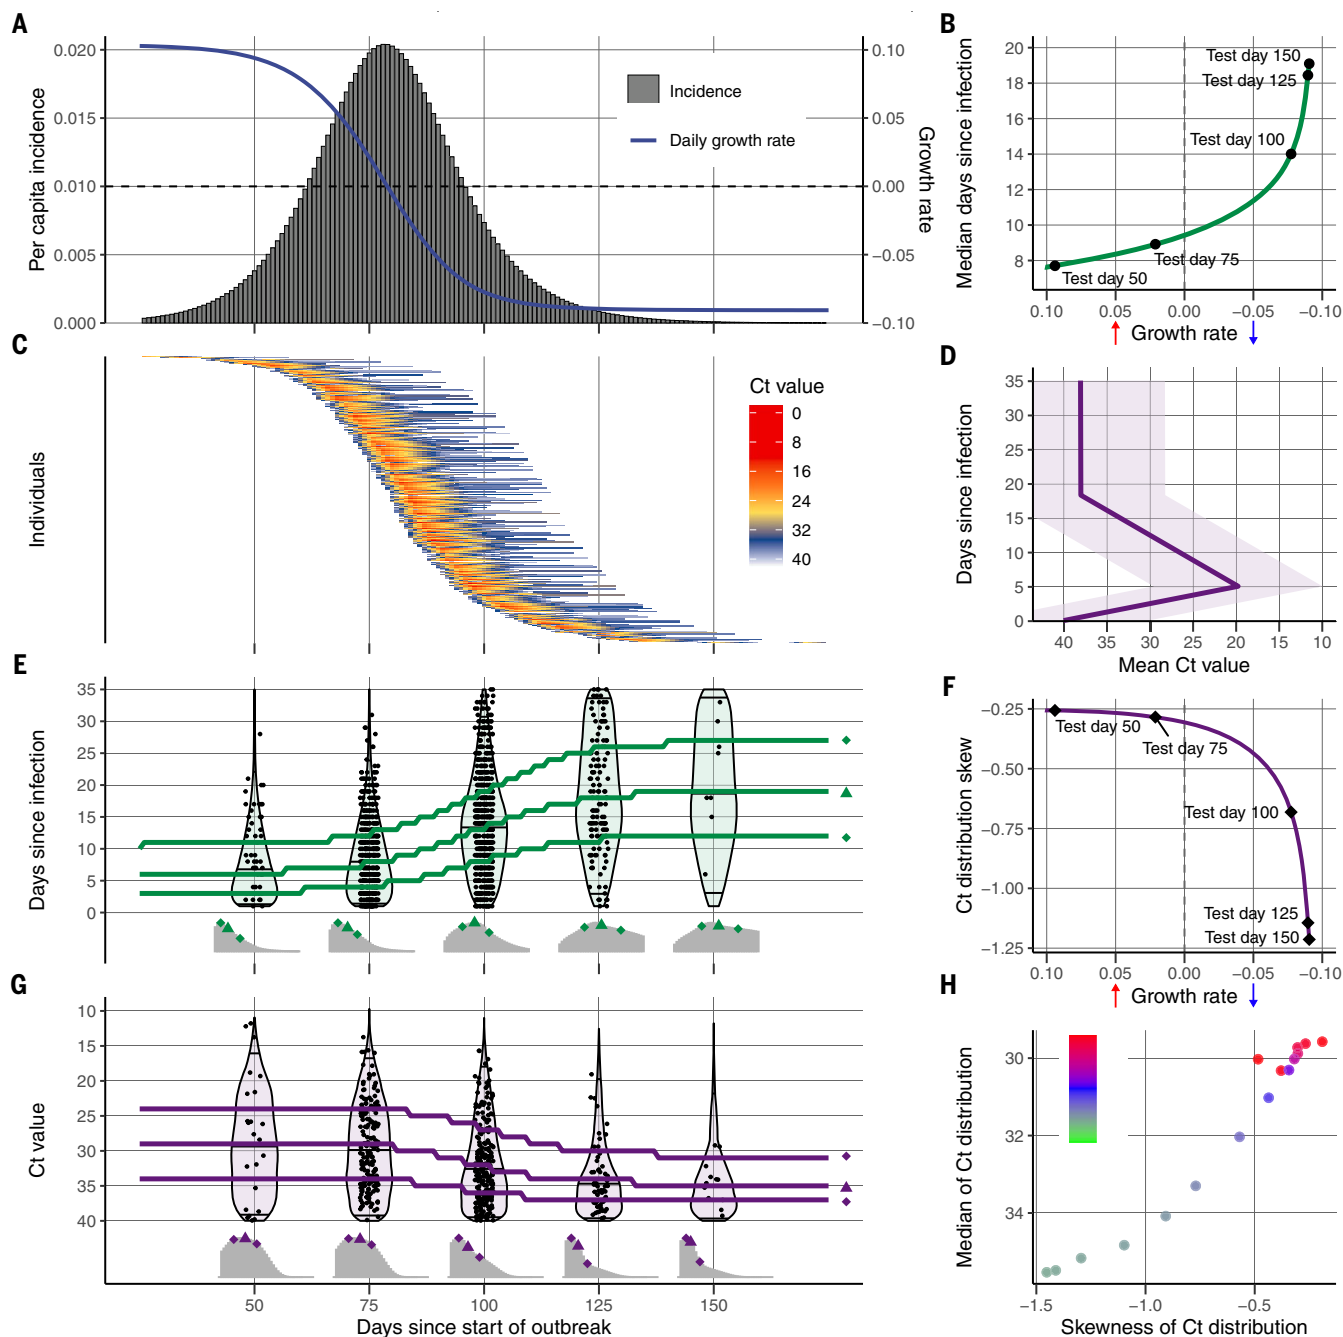 A
0.020
0.015
0.010
0.005
0.000
Per capita incidence
Incidence
Daily growth rate
0.10
0.05
0.00
−0.05
−0.10
Growth rate
B
20
18
16
14
12
10
8
Median days since infection
Test day 150
Test day 125
Test day 100
Test day 75
Test day 50
0.10 0.05 0.00 −0.05 −0.10
Growth rate
C
Individuals
Ct value
0
8
16
24
32
40
D
35
30
25
20
15
10
5
0
Days since infection
40 35 30 25 20 15 10
Mean Ct value
E
35
30
25
20
15
10
5
0
Days since infection
F
−0.25
−0.50
−0.75
−1.00
−1.25
Ct distribution skew
Test day 50
Test day 75
Test day 100
Test day 125
Test day 150
0.10 0.05 0.00 −0.05 −0.10
Growth rate
G
10
15
20
25
30
35
40
Ct value
50 75 100 125 150
Days since start of outbreak
H
30
32
34
Median of Ct distribution
−1.5 −1.0 −0.5
Skewness of Ct distribution